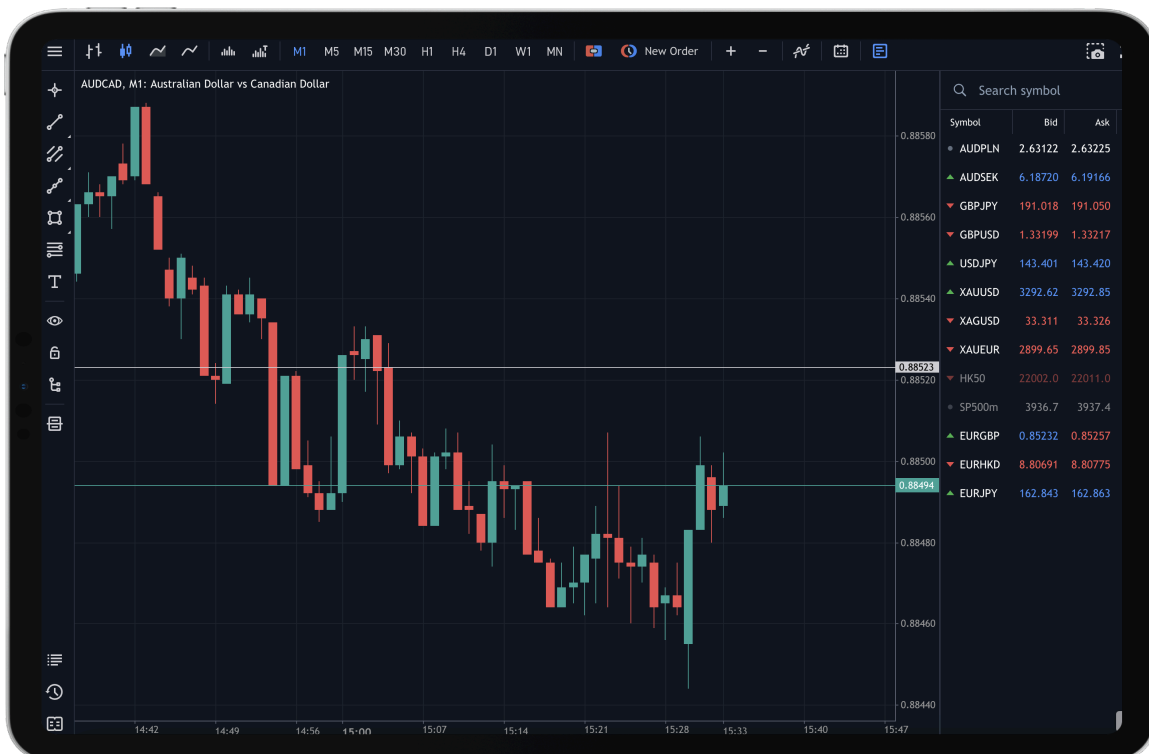 M1 M5 M15 M30 H1 H4 D1 W1 MN New Order
AUDCAD, M1: Australian Dollar vs Canadian Dollar
T
0.88580
0.88560
0.88540
0.88523
0.88520
0.88500
0.88494
0.88480
0.88460
0.88440
14:42 14:49 14:56 15:00 15:07 15:14 15:21 15:28 15:33 15:40 15:47
Search symbol
Symbol Bid Ask
AUDPLN 2.63122 2.63225
AUDSEK 6.18720 6.19166
GBPJPY 191.018 191.050
GBPUSD 1.33199 1.33217
USDJPY 143.401 143.420
XAUUSD 3292.62 3292.85
XAGUSD 33.311 33.326
XAUEUR 2899.65 2899.85
HK50 22002.0 22011.0
SP500m 3936.7 3937.4
EURGBP 0.85232 0.85257
EURHKD 8.80691 8.80775
EURJPY 162.843 162.863